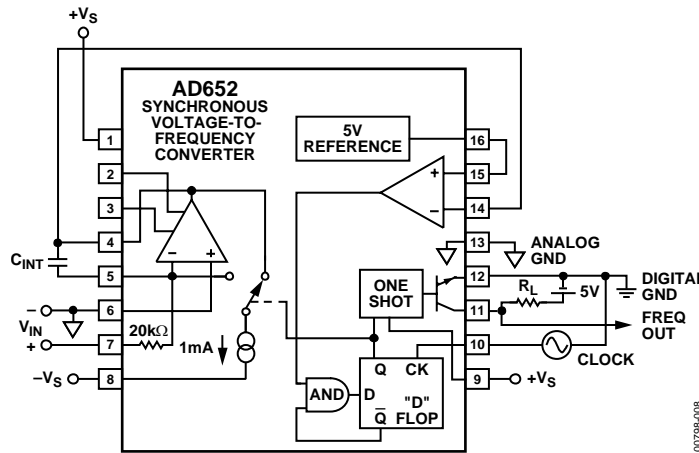 +VS
AD652
SYNCHRONOUS
VOLTAGE-TO-
FREQUENCY
CONVERTER
5V
REFERENCE
1
2
3
4
5
6
7
8
16
15
14
13
12
11
10
9
+
−
−
+
CINT
−
VIN
+
20kΩ
1mA
−VS
ANALOG
GND
ONE
SHOT
RL
5V
DIGITAL
GND
FREQ
OUT
CLOCK
+VS
AND
D
Q
CK
"D"
FLOP
Q̅
00798-008